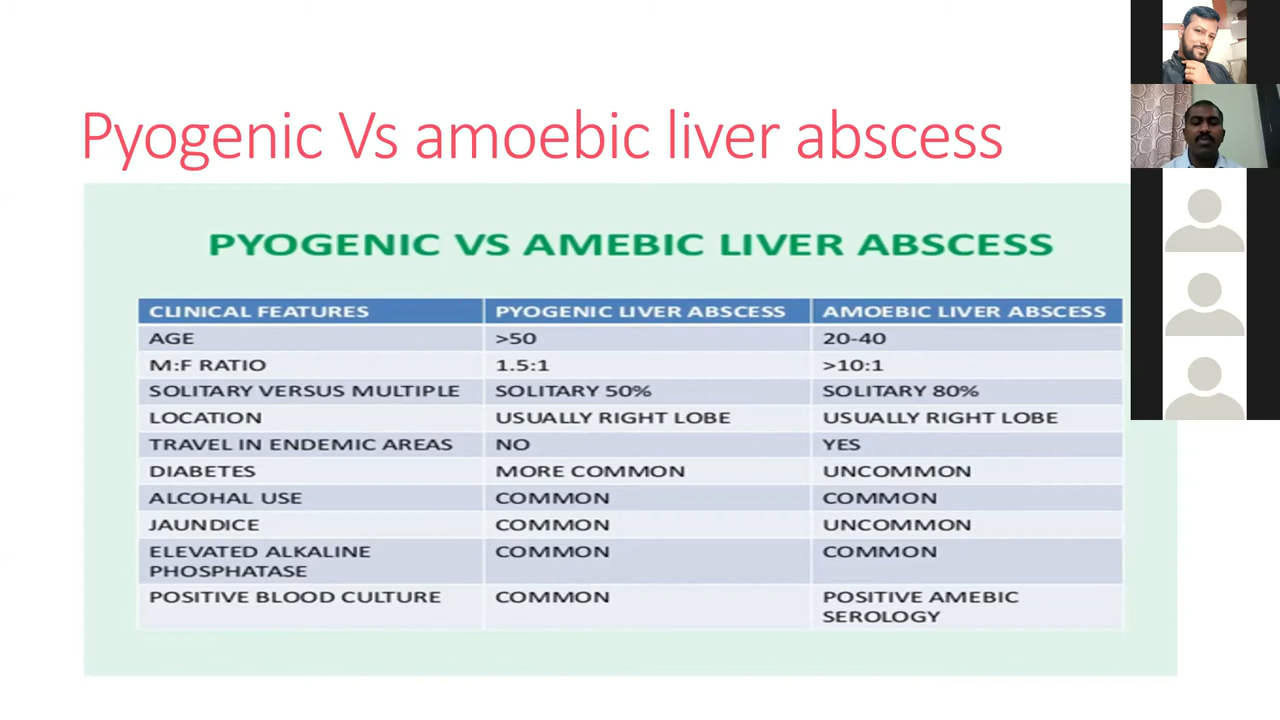 Pyogenic Vs amoebic liver abscess
PYOGENIC VS AMEBIC LIVER ABSCESS
CLINICAL FEATURES PYOGENIC LIVER ABSCESS AMOEBIC LIVER ABSCESS
AGE >50 20-40
M:F RATIO 1.5:1 >10:1
SOLITARY VERSUS MULTIPLE SOLITARY 50% SOLITARY 80%
LOCATION USUALLY RIGHT LOBE USUALLY RIGHT LOBE
TRAVEL IN ENDEMIC AREAS NO YES
DIABETES MORE COMMON UNCOMMON
ALCOHAL USE COMMON COMMON
JAUNDICE COMMON UNCOMMON
ELEVATED ALKALINE COMMON COMMON
PHOSPHATASE
POSITIVE BLOOD CULTURE COMMON POSITIVE AMEBIC
SEROLOGY